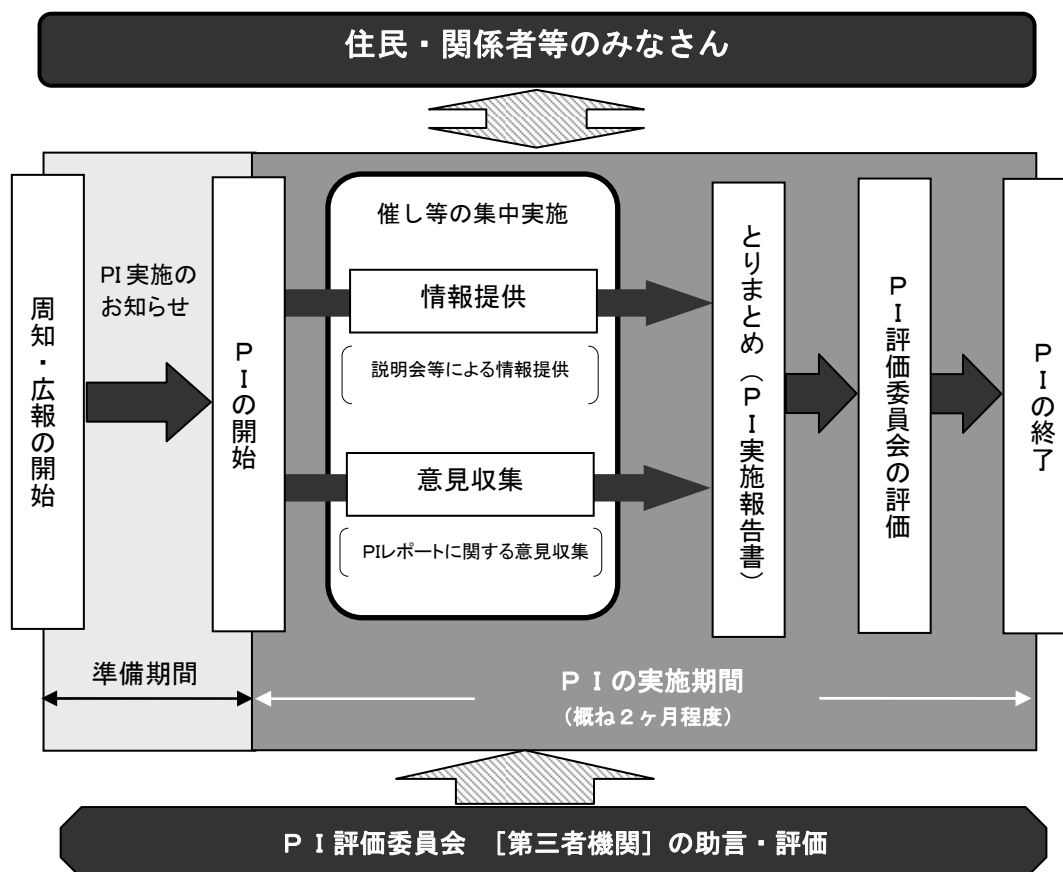 住民・関係者等のみなさん
周知・広報の開始
PI実施の
お知らせ
PIの開始
催し等の集中実施
情報提供
説明会等による情報提供
意見収集
PIレポートに関する意見収集
とりまとめ（PI実施報告書）
PI評価委員会の評価
PIの終了
準備期間
ＰＩの実施期間
（概ね２ヶ月程度）
ＰＩ評価委員会　［第三者機関］の助言・評価